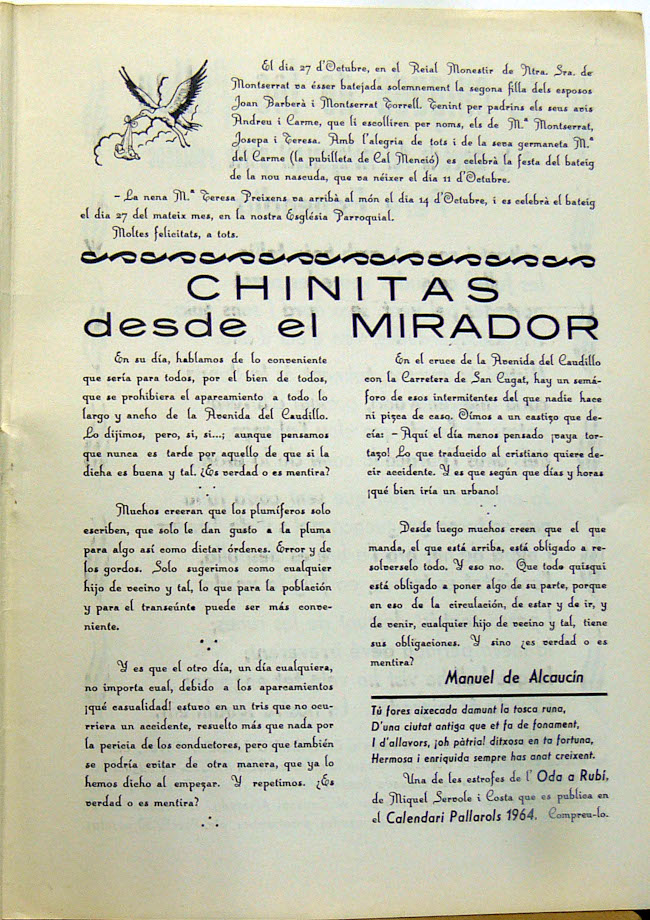 El dia 27 d'Octubre, en el Reial Monestir de Ntra. Sra. de
Montserrat va ésser batejada solemnement la segona filla dels esposos
Joan Barberà i Montserrat Torrell. Tenint per padrins els seus avis
Andreu i Carme, que li escolliren per noms, els de M.ª Montserrat,
Josepa i Teresa. Amb l'alegria de tots i de la seva germaneta M.ª
del Carme (la pubilleta de Cal Menció) es celebrà la festa del bateig
de la nou nascuda, que va néixer el dia 11 d'Octubre.
- La nena M.ª Teresa Preixens va arribà al món el dia 14 d'Octubre, i es celebrà el bateig
el dia 27 del mateix mes, en la nostra Església Parroquial.
Moltes felicitats, a tots.
CHINITAS
desde el MIRADOR
En su día, hablamos de lo conveniente
que sería para todos, por el bien de todos,
que se prohibiera el aparcamiento a todo lo
largo y ancho de la Avenida del Caudillo.
Lo dijimos, pero, si, si...; aunque pensamos
que nunca es tarde por aquello de que si la
dicha es buena y tal. ¿Es verdad o es mentira?
Muchos creeran que los plumíferos solo
escriben, que solo le dan gusto a la pluma
para algo así como dictar órdenes. Error y de
los gordos. Solo sugerimos como cualquier
hijo de vecino y tal, lo que para la población
y para el transeúnte puede ser más conve-
niente.
Y es que el otro día, un día cualquiera,
no importa cual, debido a los aparcamientos
¡qué casualidad! estuvo en un tris que no ocu-
rriera un accidente, resuelto más que nada por
la pericia de los conductores, pero que también
se podría evitar de otra manera, que ya lo
hemos dicho al empezar. Y repetimos. ¿Es
verdad o es mentira?
En el cruce de la Avenida del Caudillo
con la Carretera de San Cugat, hay un semá-
foro de esos intermitentes del que nadie hace
ni pizca de caso. Oímos a un castizo que de-
cía: - Aquí el día menos pensado ¡vaya tor-
tazo! Lo que traducido al cristiano quiere de-
cir accidente. Y es que según que días y horas
¡qué bien iría un urbano!
Desde luego muchos creen que el que
manda, el que está arriba, está obligado a re-
solverselo todo. Y eso no. Que todo quisqui
está obligado a poner algo de su parte, porque
en eso de la circulación, de estar y de ir, y
de venir, cualquier hijo de vecino y tal, tiene
sus obligaciones. Y sino ¿es verdad o es
mentira?
Manuel de Alcaucín
Tú fores aixecada damunt la tosca runa,
D'una ciutat antiga que et fa de fonament,
I d'allavors, ¡oh pàtria! ditxosa en ta fortuna,
Hermosa i enriquida sempre has anat creixent.
Una de les estrofes de l' Oda a Rubí,
de Miquel Servole i Costa que es publica en
el Calendari Pallarols 1964. Compreu-lo.